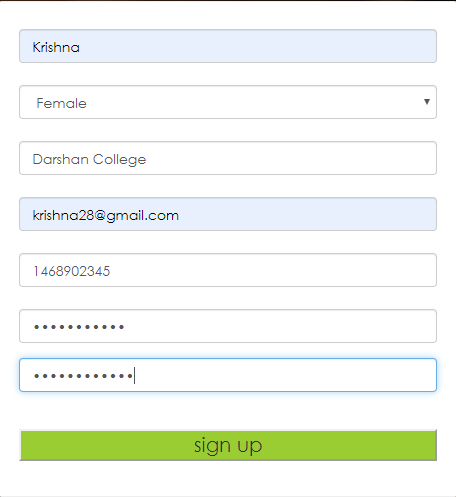 Krishna
Female
Darshan College
krishna28@gmail.com
1468902345
•••••••••••
••••••••••••
sign up